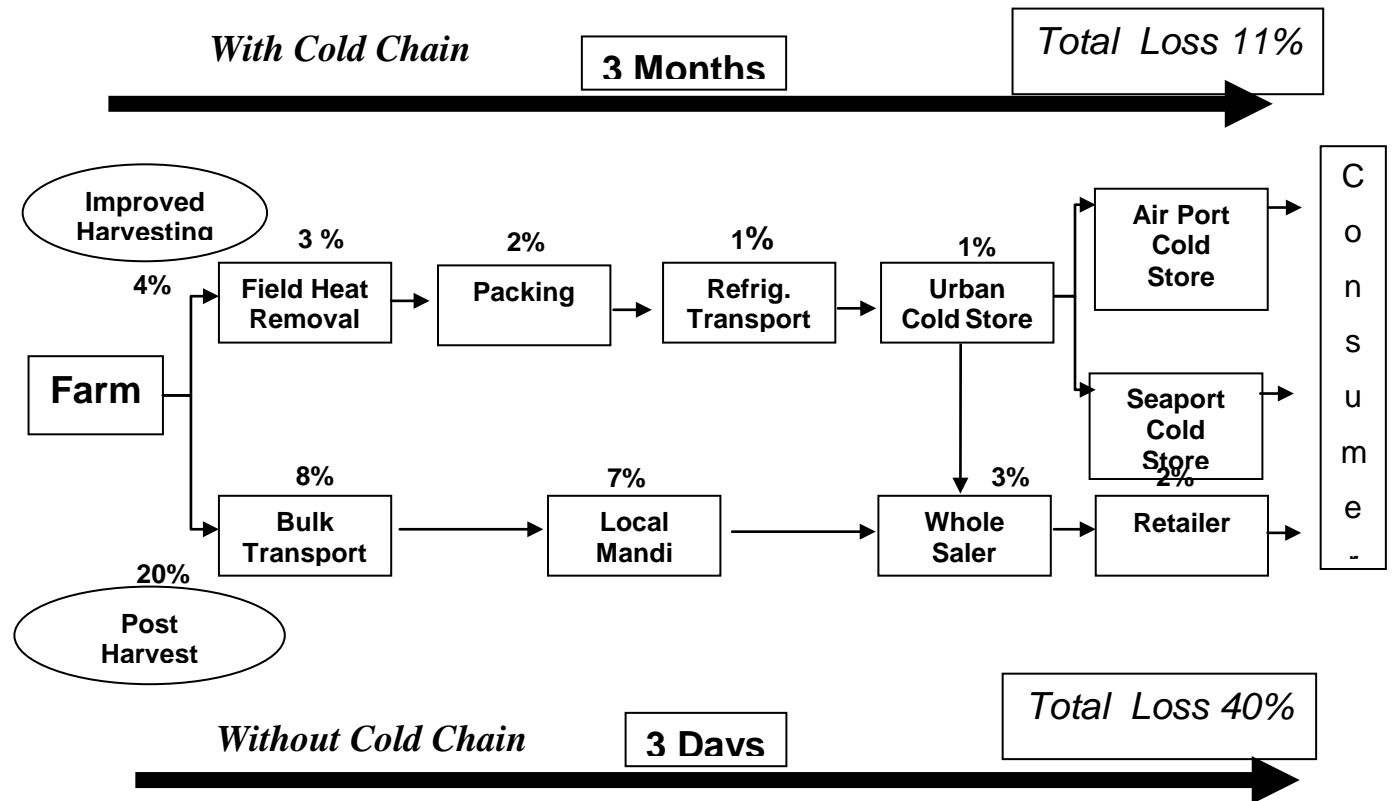 With Cold Chain
3 Months
Total Loss 11%
Improved
Harvesting
4%
3 %
2%
1%
1%
Field Heat
Removal
Packing
Refrig.
Transport
Urban
Cold Store
Air Port
Cold
Store
Seaport
Cold
Store
Farm
8%
7%
3%
2%
Bulk
Transport
Local
Mandi
Whole
Saler
Retailer
20%
Post
Harvest
C
o
n
s
u
m
e
r
Total Loss 40%
Without Cold Chain
3 Days